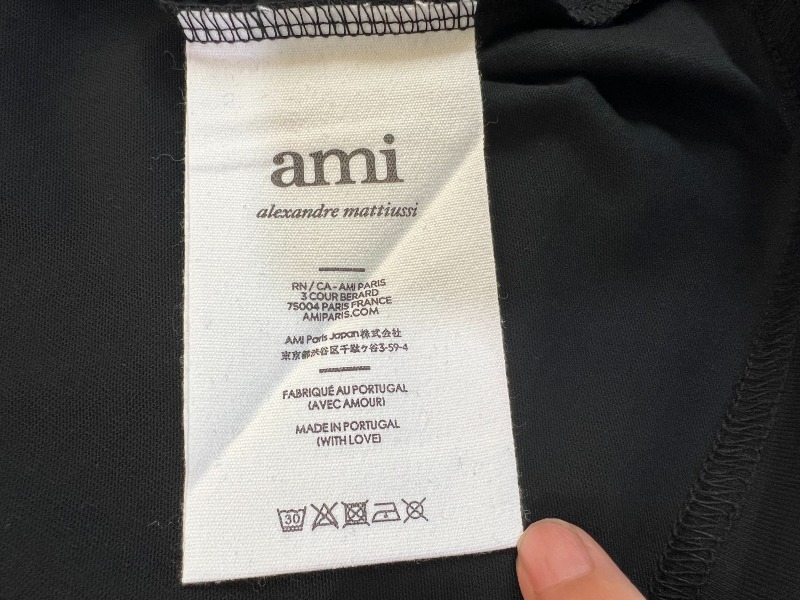 ami
alexandre mattiussi
RN / CA - AMI PARIS
3 COUR BERARD
75004 PARIS FRANCE
AMIPARIS.COM
AMI Paris Japan株式会社
東京都渋谷区千駄ヶ谷3-59-4
FABRIQUÉ AU PORTUGAL
(AVEC AMOUR)
MADE IN PORTUGAL
(WITH LOVE)
30